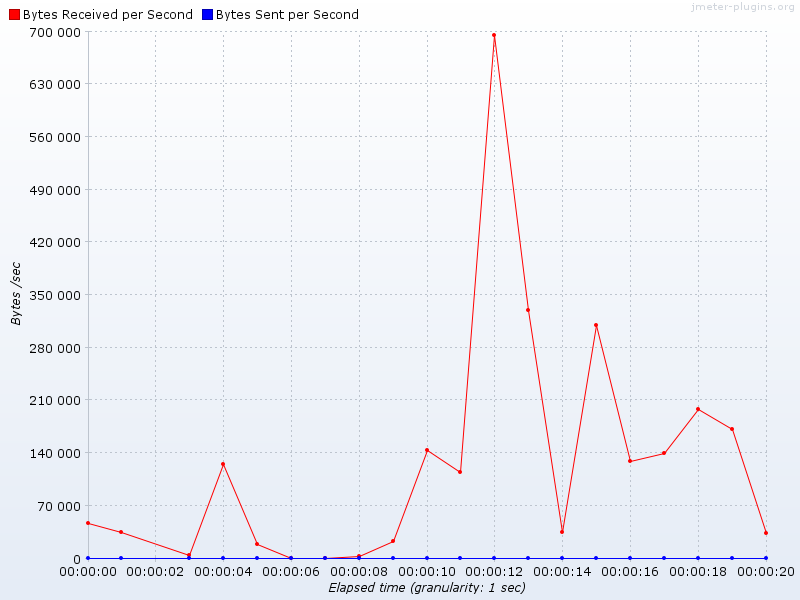 jmeter-plugins.org
Bytes Received per Second Bytes Sent per Second
700 000
630 000
560 000
490 000
420 000
350 000
280 000
210 000
140 000
70 000
0
Bytes /sec
00:00:00 00:00:02 00:00:04 00:00:06 00:00:08 00:00:10 00:00:12 00:00:14 00:00:16 00:00:18 00:00:20
Elapsed time (granularity: 1 sec)